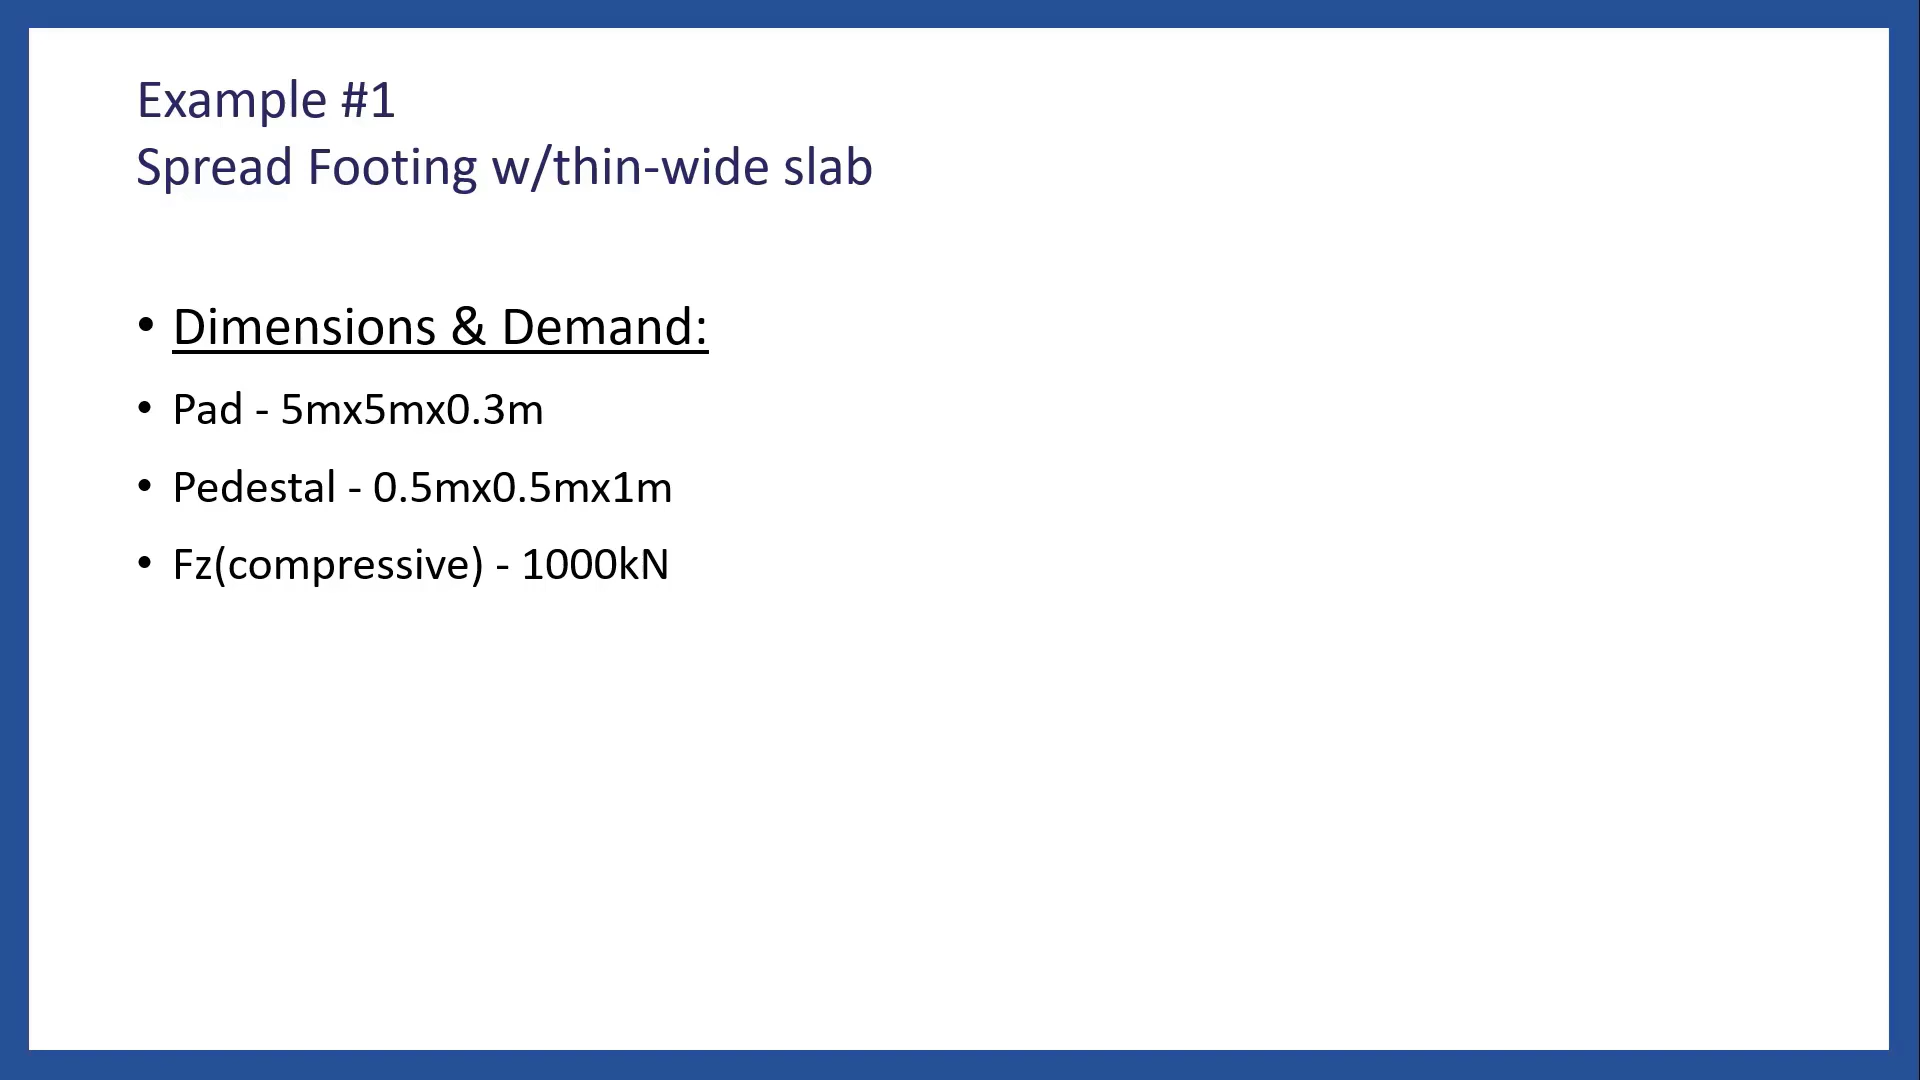 Example #1
Spread Footing w/thin-wide slab
• Dimensions & Demand:
• Pad - 5mx5mx0.3m
• Pedestal - 0.5mx0.5mx1m
• Fz(compressive) - 1000kN